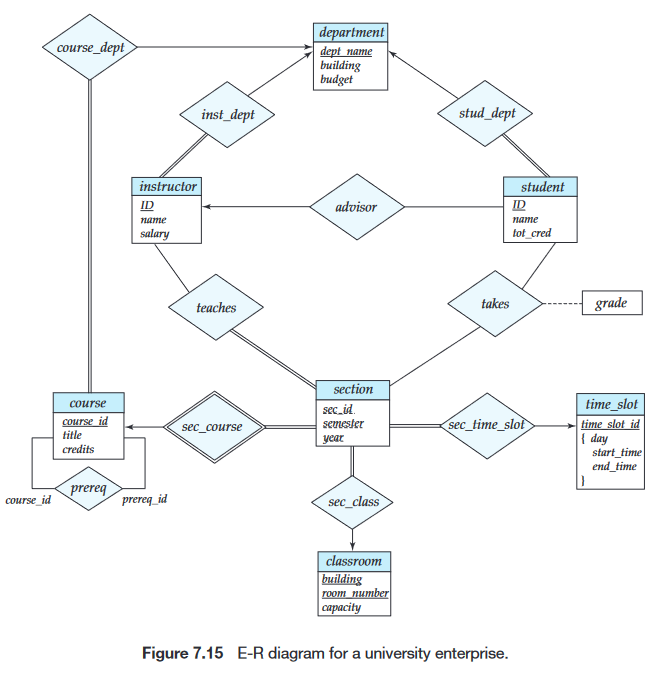 department
course_dept
dept_name
building
budget
inst_dept
stud_dept
instructor
ID
name
salary
advisor
student
ID
name
tot_cred
teaches
takes
grade
section
sec_id
semester
year
course
course_id
title
credits
sec_course
sec_time_slot
time_slot
time_slot_id
{ day
start_time
end_time
}
prereq
course_id
prereq_id
sec_class
classroom
building
room_number
capacity
Figure 7.15 E-R diagram for a university enterprise.